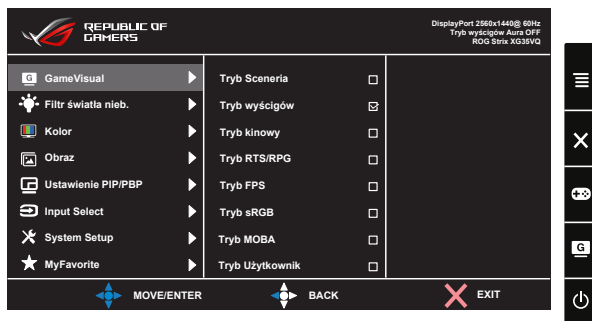 REPUBLIC OF
GAMERS
DisplayPort 2560x1440@ 60Hz
Tryb wyścigów Aura OFF
ROG Strix XG35VQ
G GameVisual
Filtr światła nieb.
Kolor
Obraz
Ustawienie PIP/PBP
Input Select
System Setup
MyFavorite
Tryb Sceneria
Tryb wyścigów
Tryb kinowy
Tryb RTS/RPG
Tryb FPS
Tryb sRGB
Tryb MOBA
Tryb Użytkownik
MOVE/ENTER
BACK
EXIT
G